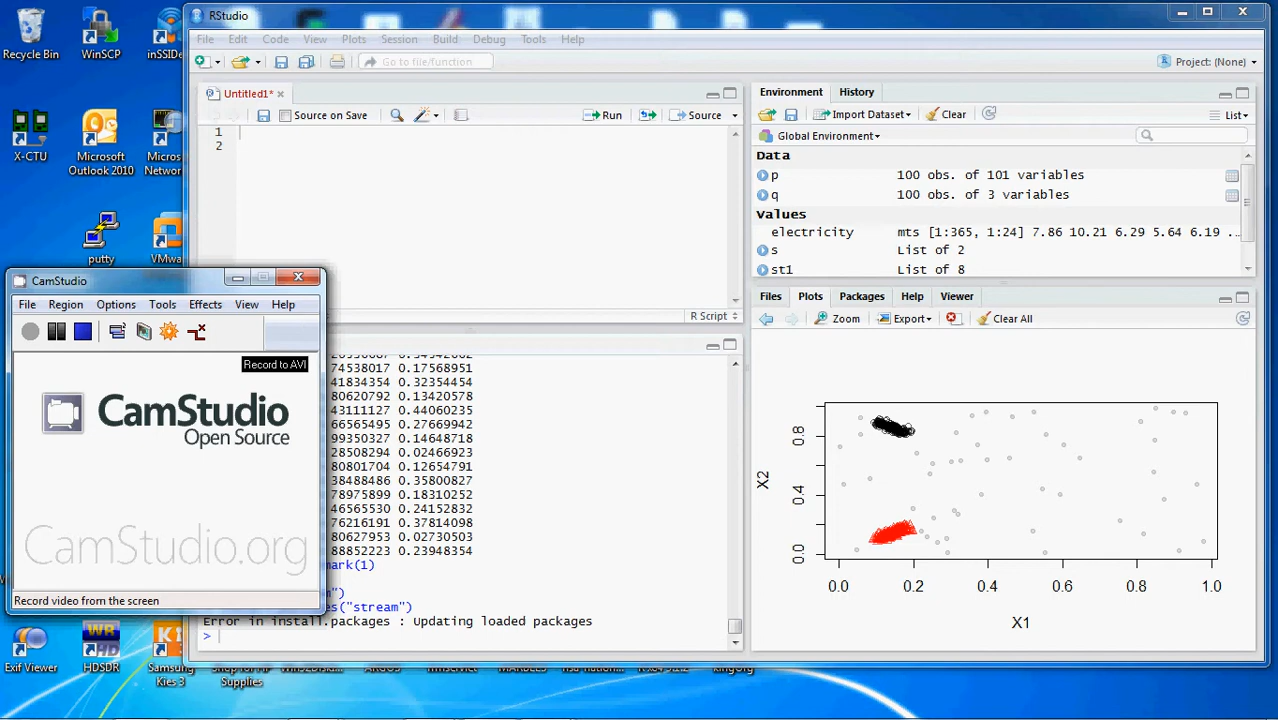 RStudio
File Edit Code View Plots Session Build Debug Tools Help
Go to file/function
Project: (None)
Untitled1*
Source on Save
Run
Source
1
2
R Script
Environment History
Import Dataset Clear List
Global Environment
Data
p 100 obs. of 101 variables
q 100 obs. of 3 variables
Values
electricity mts [1:365, 1:24] 7.86 10.21 6.29 5.64 6.19 ..
s List of 2
st1 List of 8
Files Plots Packages Help Viewer
Zoom Export Clear All
X2
0.8
0.4
0.0
0.0 0.2 0.4 0.6 0.8 1.0
X1
74538017 0.17568951
41834354 0.32354454
80620792 0.13420578
43111127 0.44060235
66565495 0.27669942
99350327 0.14648718
28508294 0.02466923
80801704 0.12654791
38488486 0.35800827
78975899 0.18310252
46565530 0.24152832
76216191 0.37814098
80627953 0.02730503
88852223 0.23948354
mark(1)
")
es("stream")
Error in install.packages : Updating loaded packages
>
CamStudio
File Region Options Tools Effects View Help
Record to AVI
CamStudio
Open Source
CamStudio.org
Record video from the screen
Recycle Bin
WinSCP
inSSIDe
X-CTU
Microsoft
Outlook 2010
Micros
Network
putty
VMwa
Exif Viewer
HDSDR
Samsung
Kies 3
Supplies